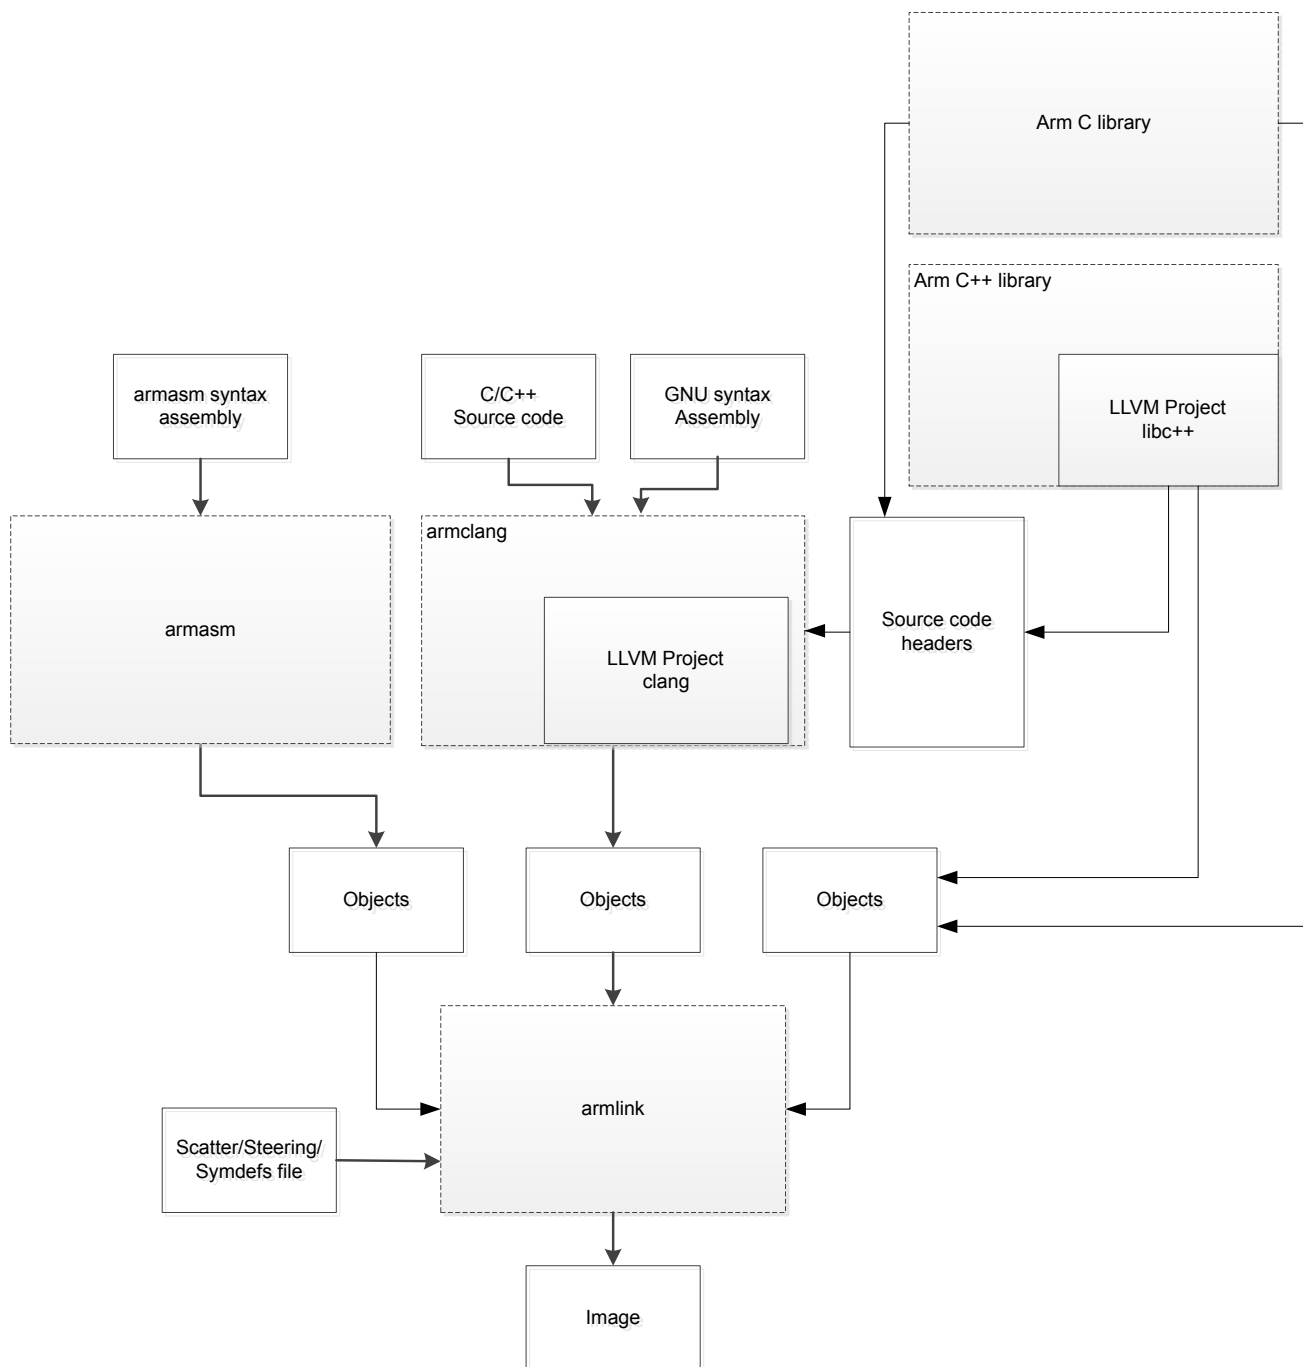 Arm C library
Arm C++ library
LLVM Project
libc++
armasm syntax
assembly
C/C++
Source code
GNU syntax
Assembly
armasm
armclang
LLVM Project
clang
Source code
headers
Objects
Objects
Objects
armlink
Scatter/Steering/
Symdefs file
Image